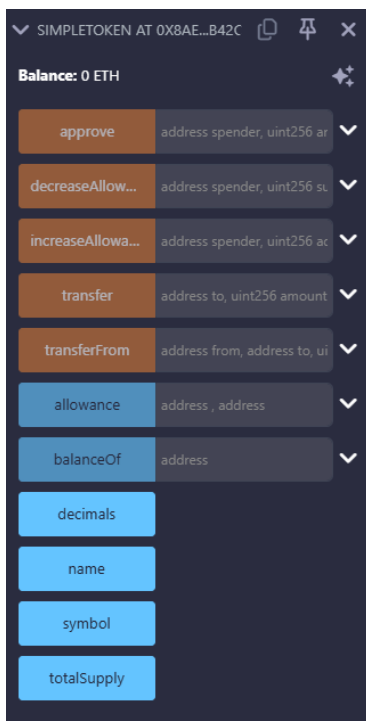 SIMPLETOKEN AT 0X8AE...B42C
Balance: 0 ETH
approve address spender, uint256 ar
decreaseAllow... address spender, uint256 su
increaseAllowa... address spender, uint256 ac
transfer address to, uint256 amount
transferFrom address from, address to, ui
allowance address , address
balanceOf address
decimals
name
symbol
totalSupply